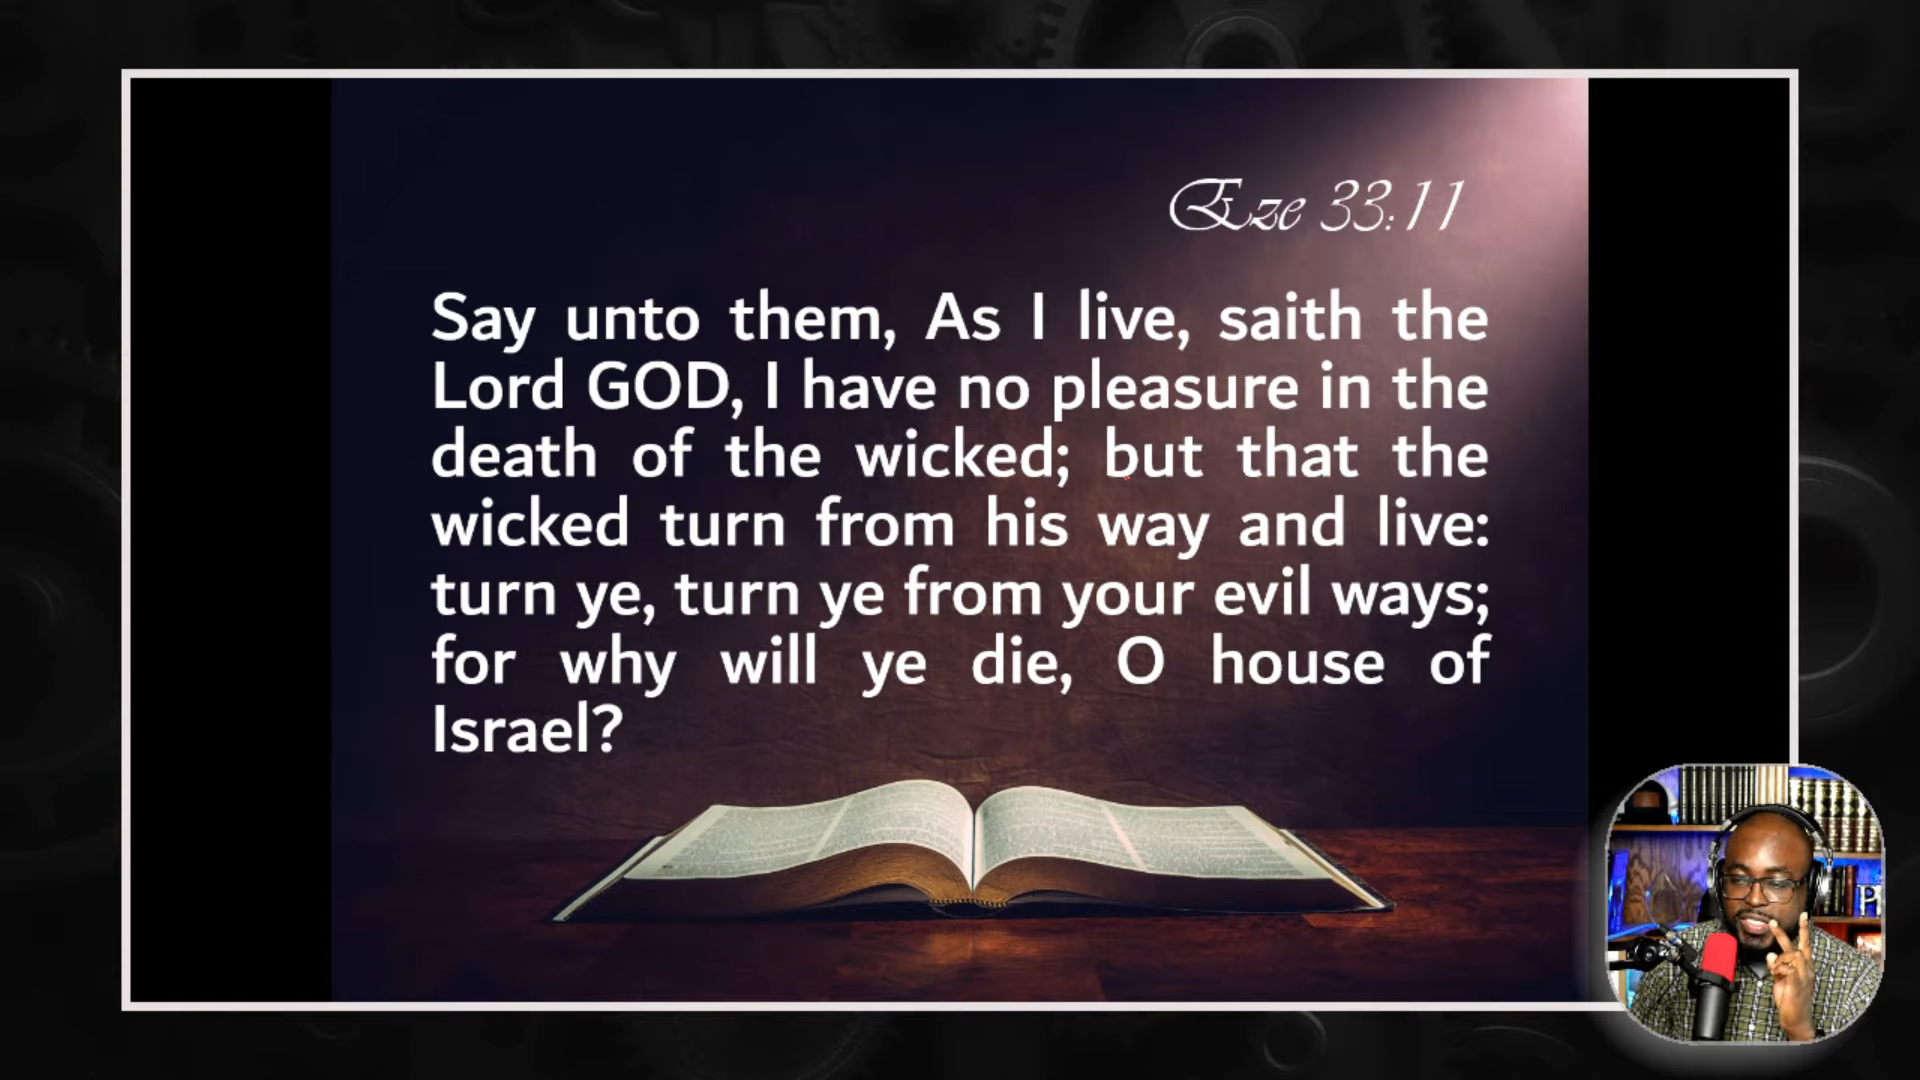 Eze 33:11
Say unto them, As I live, saith the
Lord GOD, I have no pleasure in the
death of the wicked; but that the
wicked turn from his way and live:
turn ye, turn ye from your evil ways;
for why will ye die, O house of
Israel?